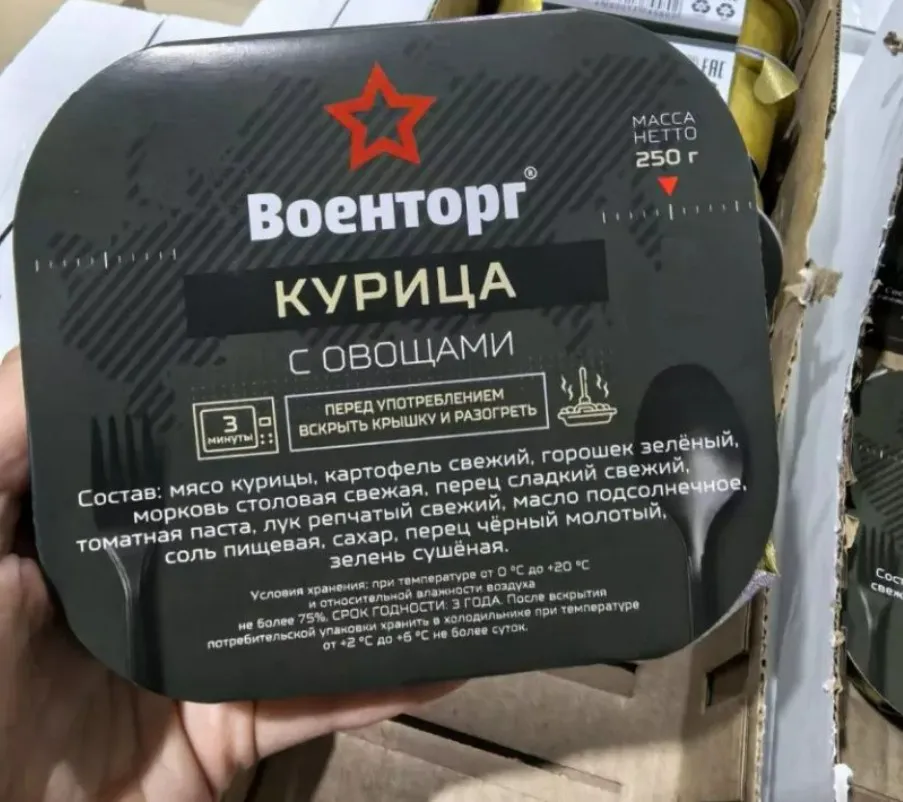 EAC
МАССА
НЕТТО
250 г
Военторг®
КУРИЦА
С ОВОЩАМИ
3
МИНУТЫ
ПЕРЕД УПОТРЕБЛЕНИЕМ
ВСКРЫТЬ КРЫШКУ И РАЗОГРЕТЬ
Состав: мясо курицы, картофель свежий, горошек зелёный,
морковь столовая свежая, перец сладкий свежий,
томатная паста, лук репчатый свежий, масло подсолнечное,
соль пищевая, сахар, перец чёрный молотый,
зелень сушёная.
Условия хранения: при температуре от 0 °С до +20 °С
и относительной влажности воздуха
не более 75%. СРОК ГОДНОСТИ: 3 ГОДА. После вскрытия
потребительской упаковки хранить в холодильнике при температуре
от +2 °С до +6 °С не более суток.